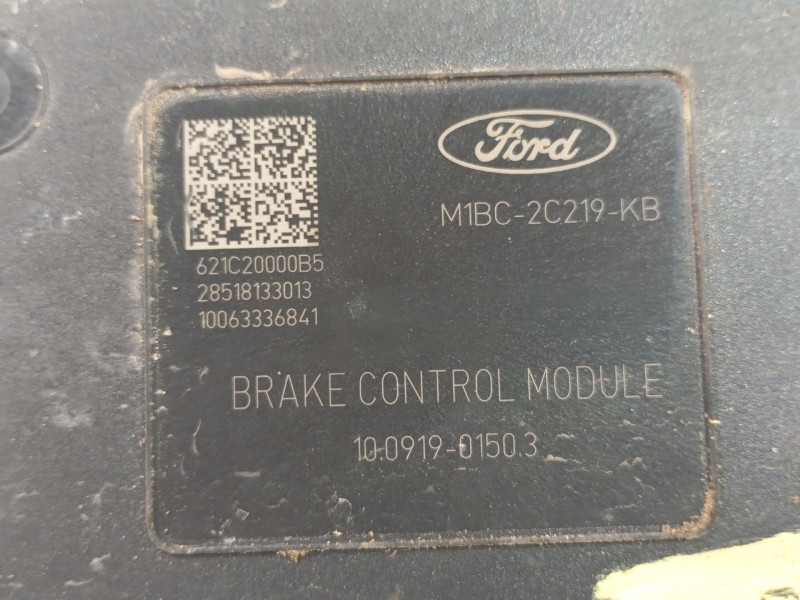 Ford
M1BC-2C219-KB
621C20000B5
28518133013
10063336841
BRAKE CONTROL MODULE
10.0919-0150.3